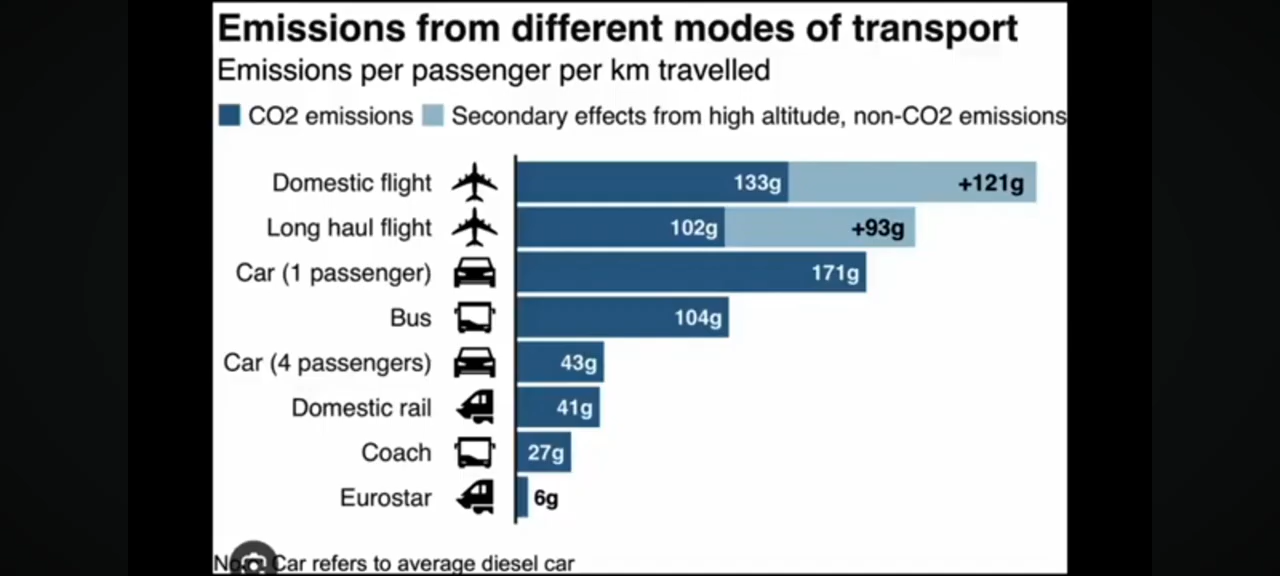 Emissions from different modes of transport
Emissions per passenger per km travelled
CO2 emissions Secondary effects from high altitude, non-CO2 emissions
Domestic flight 133g +121g
Long haul flight 102g +93g
Car (1 passenger) 171g
Bus 104g
Car (4 passengers) 43g
Domestic rail 41g
Coach 27g
Eurostar 6g
Car refers to average diesel car